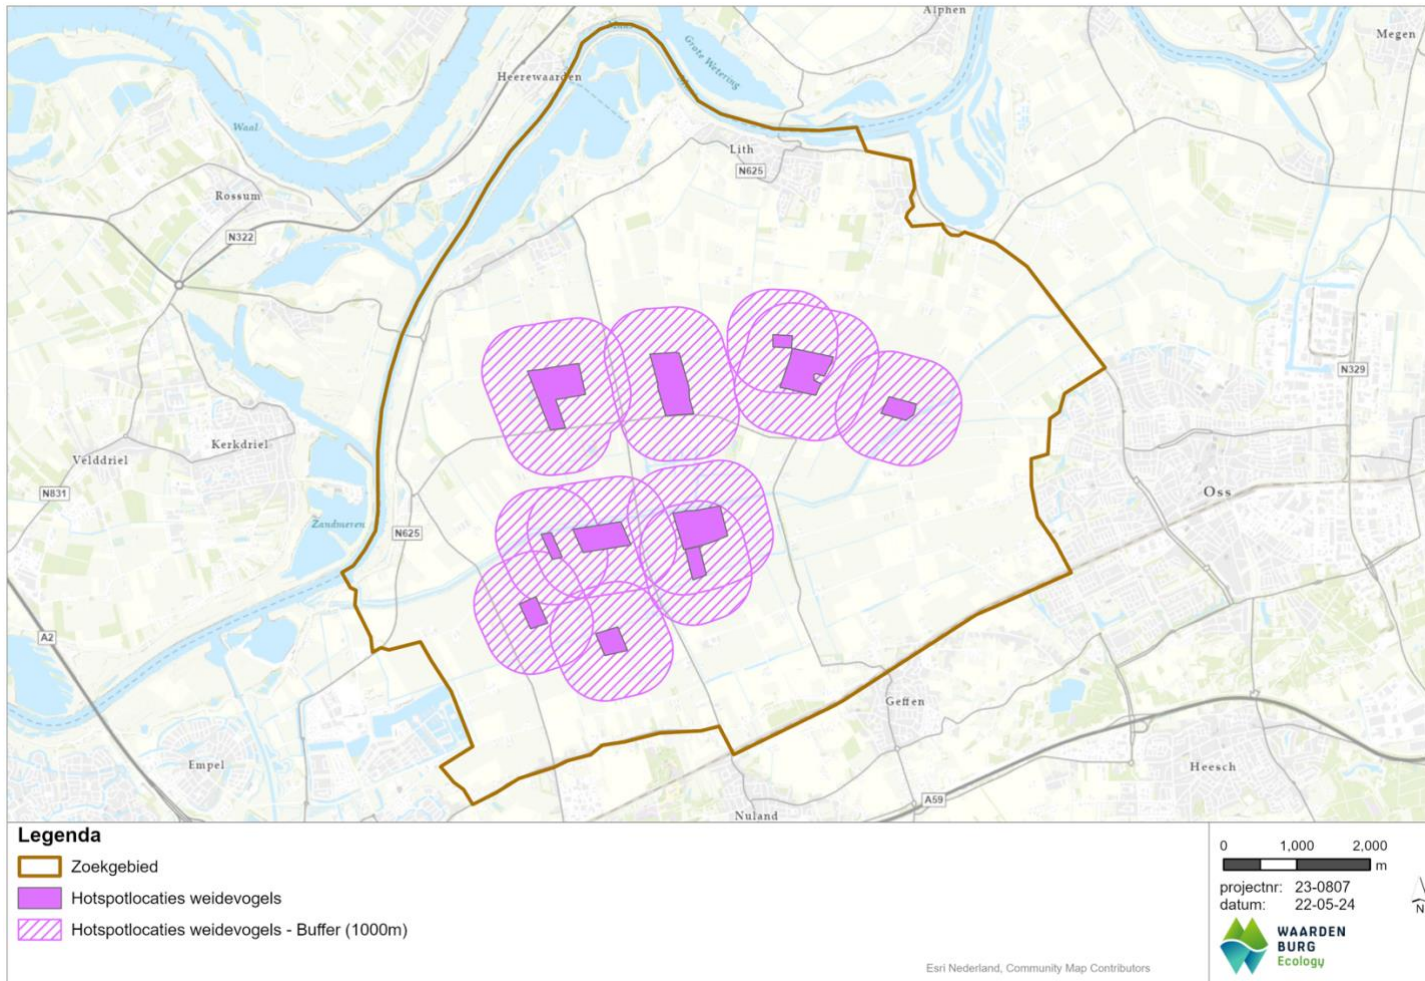 Alphen
Megen
Maas
Grote Wetering
Heerewaarden
Waal
Lith
N625
Rossum
N322
N329
Kerkdriel
Velddriel
N831
Oss
Zandmeren
N625
A2
Geffen
Empel
Heesch
A59
Nuland
Legenda
Zoekgebied
Hotspotlocaties weidevogels
Hotspotlocaties weidevogels - Buffer (1000m)
0 1,000 2,000
m
projectnr: 23-0807
datum: 22-05-24
N
WAARDEN
BURG
Ecology
Esri Nederland, Community Map Contributors